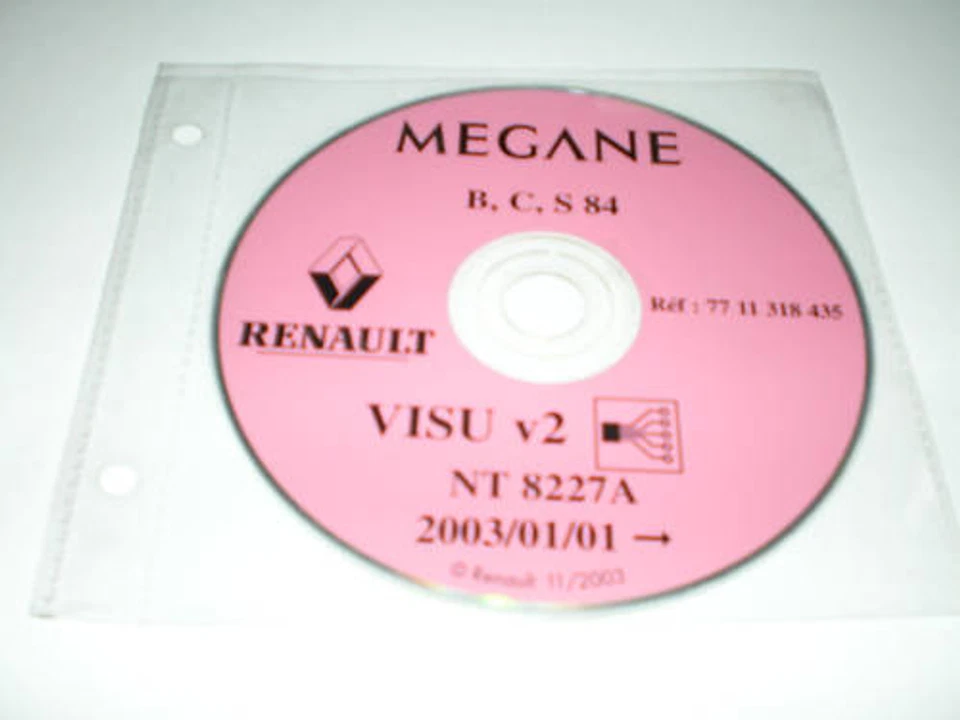 MEGANE
B, C, S 84
RENAULT
Réf : 77 11 318 435
VISU v2
NT 8227A
2003/01/01 →
© Renault 11/2003